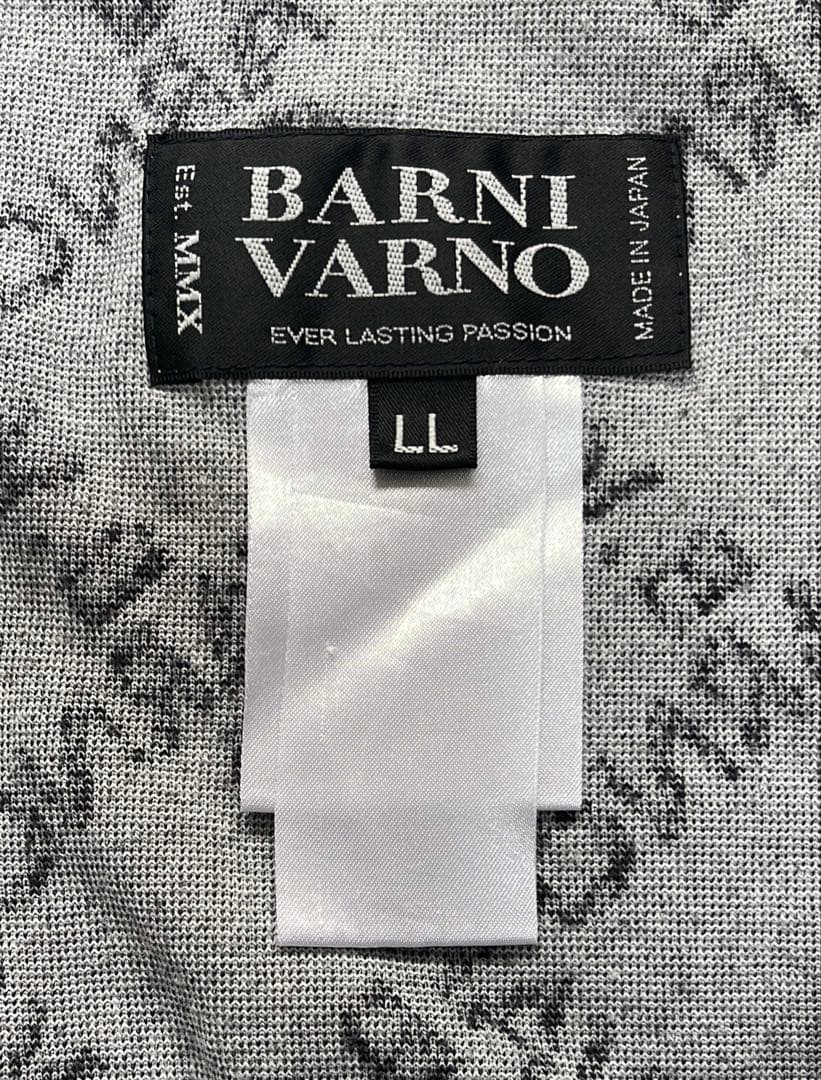 Est. MMX
BARNI
VARNO
EVER LASTING PASSION
MADE IN JAPAN
LL